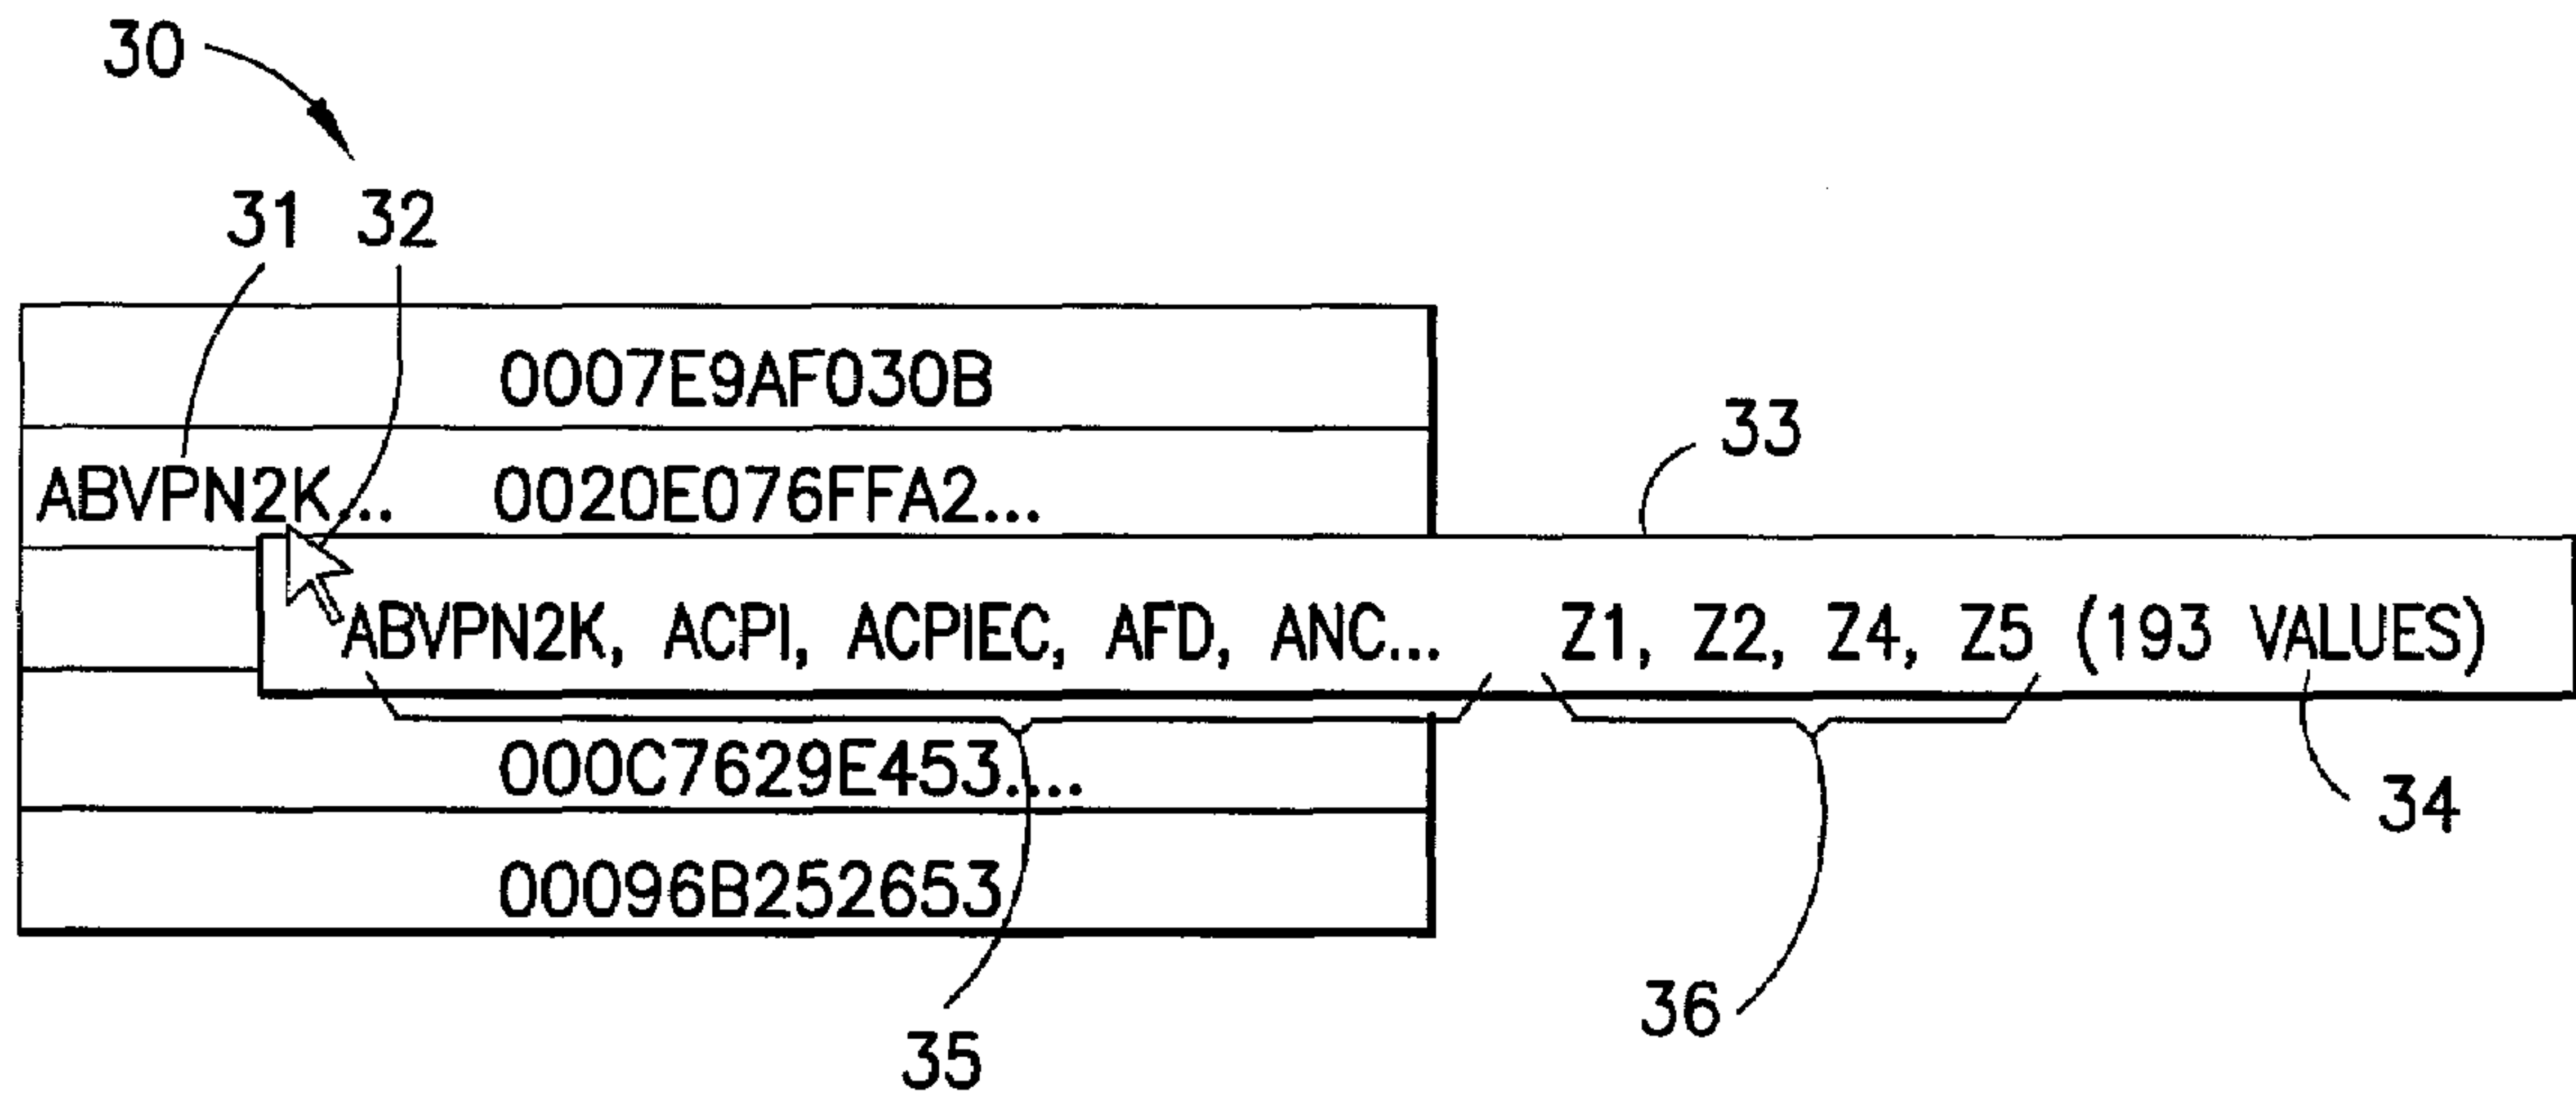 30
31 32
0007E9AF030B
33
ABVPN2K... 0020E076FFA2...
ABVPN2K, ACPI, ACPIEC, AFD, ANC... Z1, Z2, Z4, Z5 (193 VALUES)
000C7629E453....
34
00096B252653
36
35